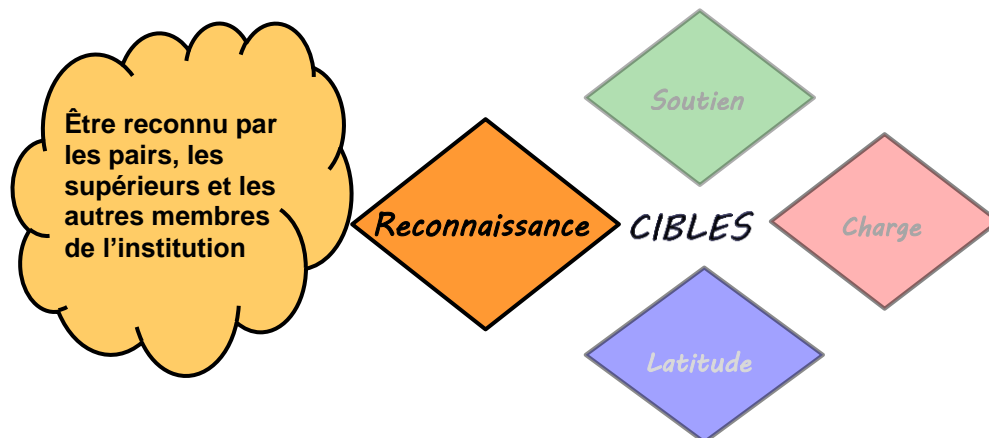 Être reconnu par
les pairs, les
supérieurs et les
autres membres
de l'institution
Soutien
Reconnaissance
CIBLES
Charge
Latitude